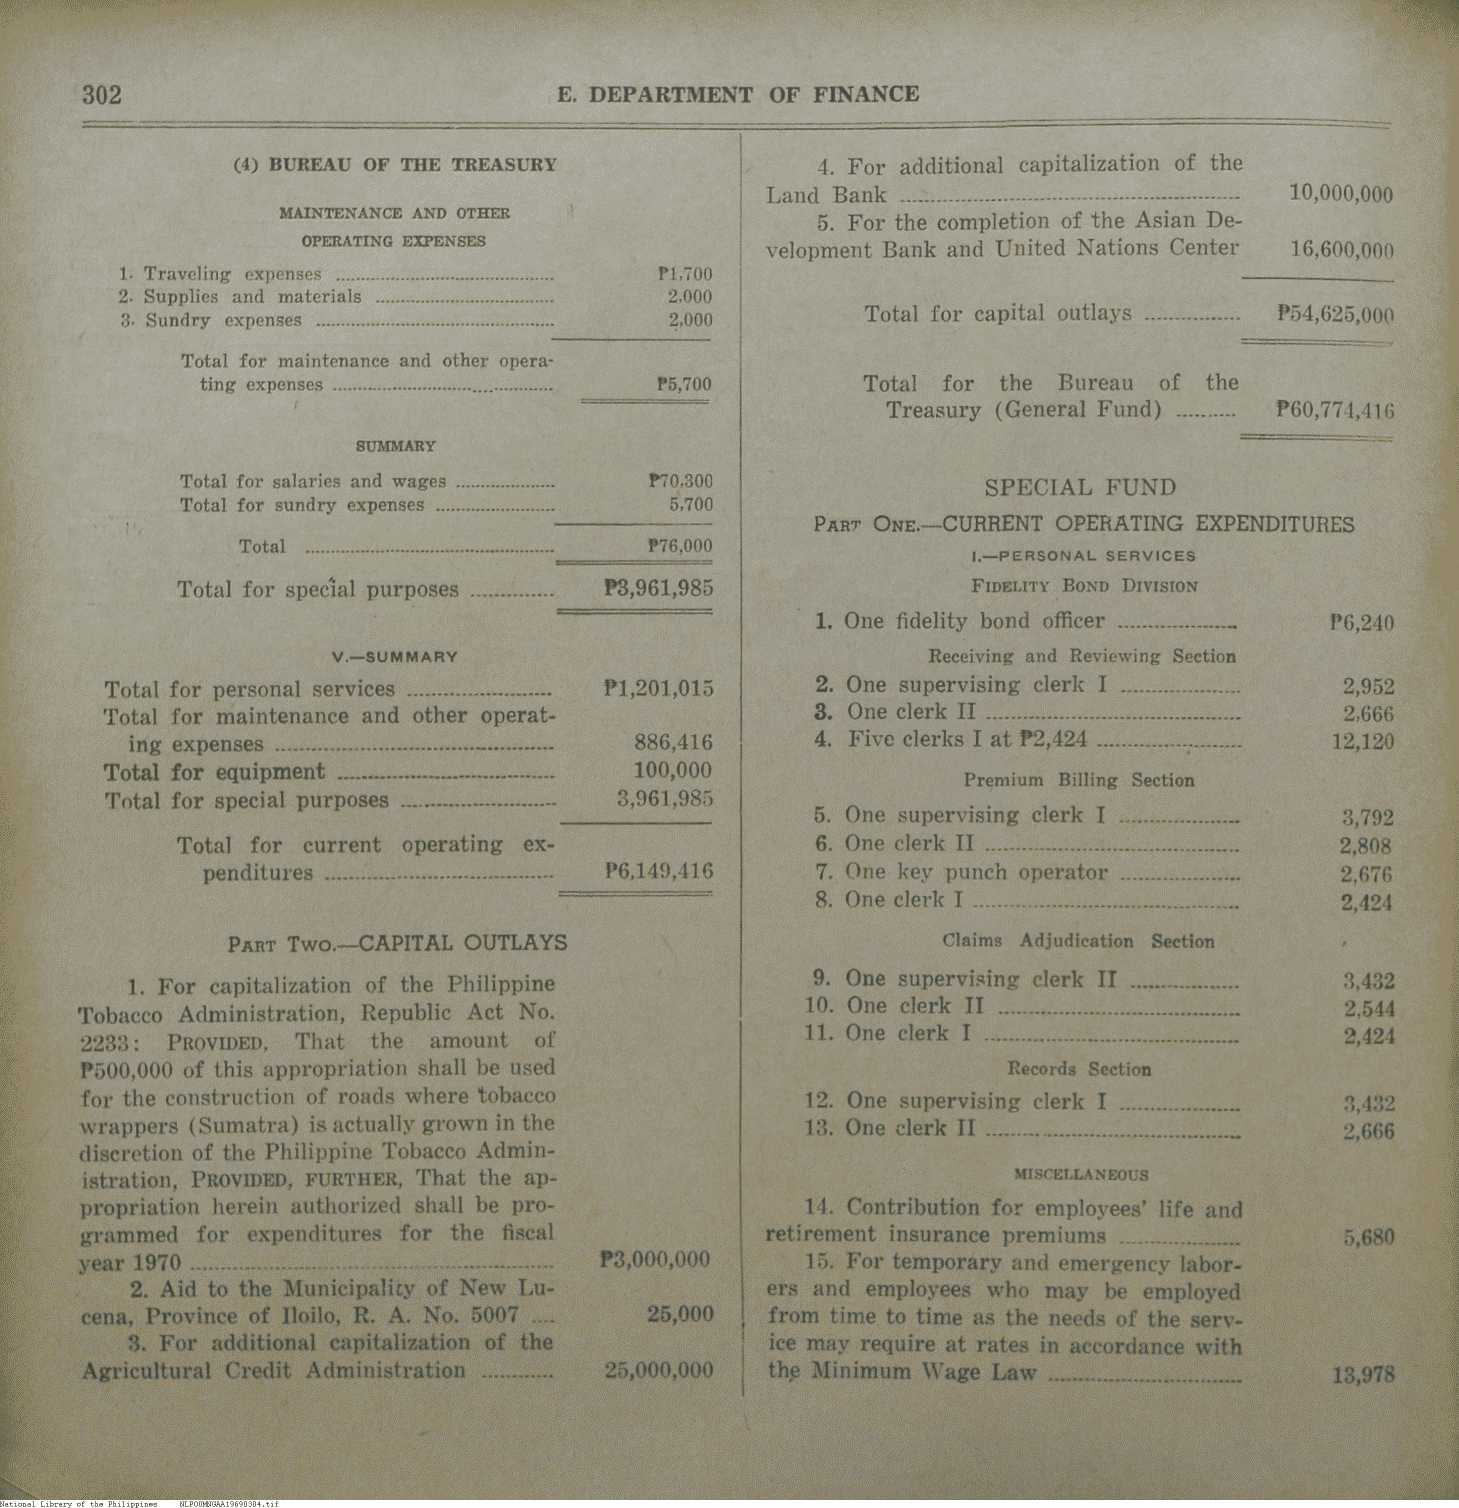 302
E. DEPARTMENT OF FINANCE
(4) BUREAU OF THE TREASURY
MAINTENANCE AND OTHER
OPERATING EXPENSES
1. Traveling expenses ........ ₱1,700
2. Supplies and materials ........ 2,000
3. Sundry expenses ........ 2,000
Total for maintenance and other opera-
ting expenses ........ ₱5,700
SUMMARY
Total for salaries and wages ........ ₱70,300
Total for sundry expenses ........ 5,700
Total ........ ₱76,000
Total for special purposes ........ ₱3,961,985
V.—SUMMARY
Total for personal services ........ ₱1,201,015
Total for maintenance and other operat-
ing expenses ........ 886,416
Total for equipment ........ 100,000
Total for special purposes ........ 3,961,985
Total for current operating ex-
penditures ........ ₱6,149,416
PART TWO.—CAPITAL OUTLAYS
1. For capitalization of the Philippine
Tobacco Administration, Republic Act No.
2233: PROVIDED, That the amount of
₱500,000 of this appropriation shall be used
for the construction of roads where tobacco
wrappers (Sumatra) is actually grown in the
discretion of the Philippine Tobacco Admin-
istration, PROVIDED, FURTHER, That the ap-
propriation herein authorized shall be pro-
grammed for expenditures for the fiscal
year 1970 ........ ₱3,000,000
2. Aid to the Municipality of New Lu-
cena, Province of Iloilo, R. A. No. 5007 .... 25,000
3. For additional capitalization of the
Agricultural Credit Administration ........ 25,000,000
4. For additional capitalization of the
Land Bank ........ 10,000,000
5. For the completion of the Asian De-
velopment Bank and United Nations Center 16,600,000
Total for capital outlays ........ ₱54,625,000
Total for the Bureau of the
Treasury (General Fund) ........ ₱60,774,416
SPECIAL FUND
PART ONE.—CURRENT OPERATING EXPENDITURES
I.—PERSONAL SERVICES
FIDELITY BOND DIVISION
1. One fidelity bond officer ........ ₱6,240
Receiving and Reviewing Section
2. One supervising clerk I ........ 2,952
3. One clerk II ........ 2,666
4. Five clerks I at ₱2,424 ........ 12,120
Premium Billing Section
5. One supervising clerk I ........ 3,792
6. One clerk II ........ 2,808
7. One key punch operator ........ 2,676
8. One clerk I ........ 2,424
Claims Adjudication Section
9. One supervising clerk II ........ 3,432
10. One clerk II ........ 2,544
11. One clerk I ........ 2,424
Records Section
12. One supervising clerk I ........ 3,432
13. One clerk II ........ 2,666
MISCELLANEOUS
14. Contribution for employees' life and
retirement insurance premiums ........ 5,680
15. For temporary and emergency labor-
ers and employees who may be employed
from time to time as the needs of the serv-
ice may require at rates in accordance with
the Minimum Wage Law ........ 13,978
National Library of the Philippines NLPOOMNGAA19690304.tif